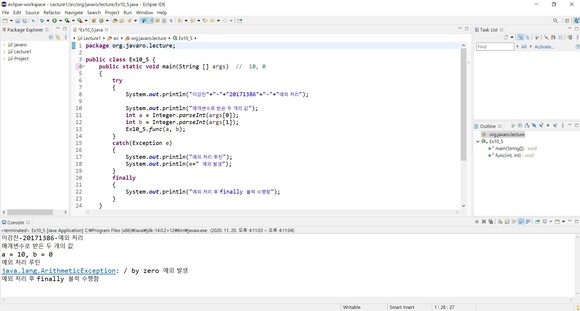 eclipse-workspace - Lecture1/src/org/javaro/lecture/Ex10_5.java - Eclipse IDE
File Edit Source Refactor Navigate Search Project Run Window Help
Package Explorer
javaro
Lecture1
Project
*Ex10_5.java
Lecture1 src org.javaro.lecture Ex10_5
1 package org.javaro.lecture;
2
3 public class Ex10_5 {
4 public static void main(String [] args) // 10, 0
5 {
6 try
7 {
8 System.out.println("이강진"+"-"+"20171386"+"-"+"예외 처리");
9
10 System.out.println("매개변수로 받은 두 개의 값");
11 int a = Integer.parseInt(args[0]);
12 int b = Integer.parseInt(args[1]);
13 Ex10_5.func(a, b);
14 }
15 catch(Exception e)
16 {
17 System.out.println("예외 처리 루틴");
18 System.out.println(e+" 예외 발생");
19 }
20 finally
21 {
22 System.out.println("예외 처리 후 finally 블럭 수행함");
23 }
24 }
Task List
Find All Activate...
Outline
org.javaro.lecture
Ex10_5
main(String[]) : void
func(int, int) : void
Console
<terminated> Ex10_5 [Java Application] C:₩Program Files (x86)₩Java₩jdk-14.0.2+12₩bin₩javaw.exe (2020. 11. 20. 오후 4:11:03 – 4:11:04)
이강진-20171386-예외 처리
매개변수로 받은 두 개의 값
a = 10, b = 0
예외 처리 루틴
java.lang.ArithmeticException: / by zero 예외 발생
예외 처리 후 finally 블럭 수행함
Writable Smart Insert 1 : 28 : 27